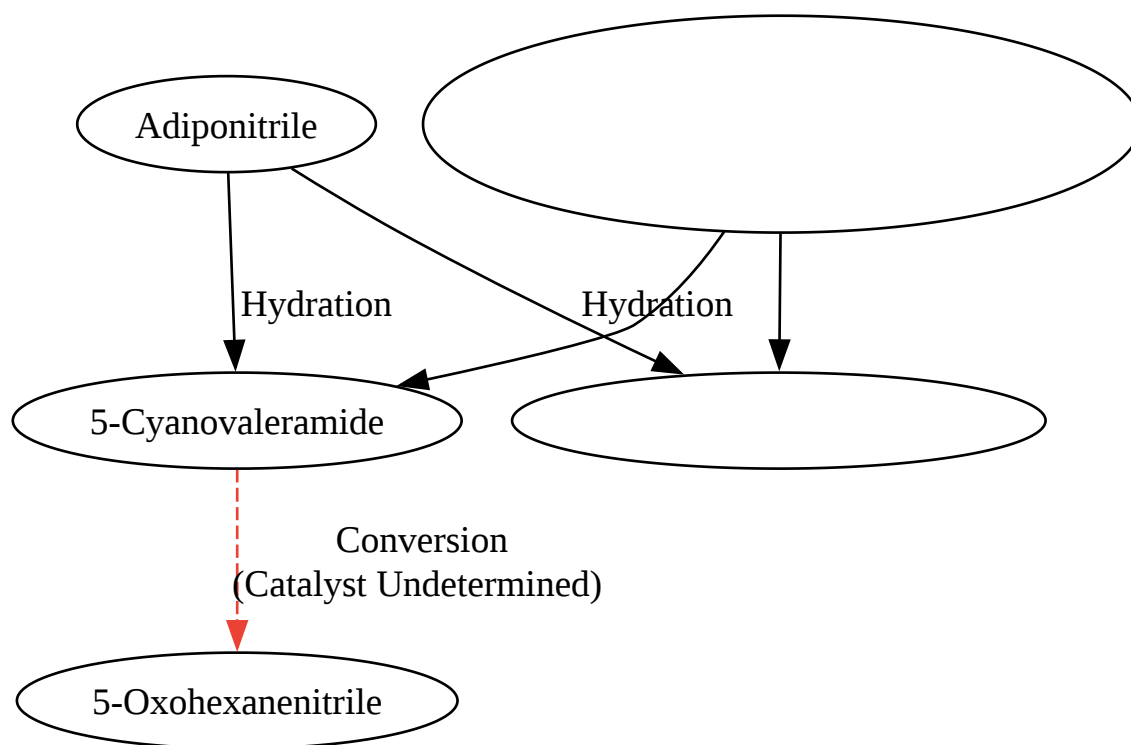 Adiponitrile
Hydration
Hydration
5-Cyanovaleramide
Conversion
(Catalyst Undetermined)
5-Oxohexanenitrile